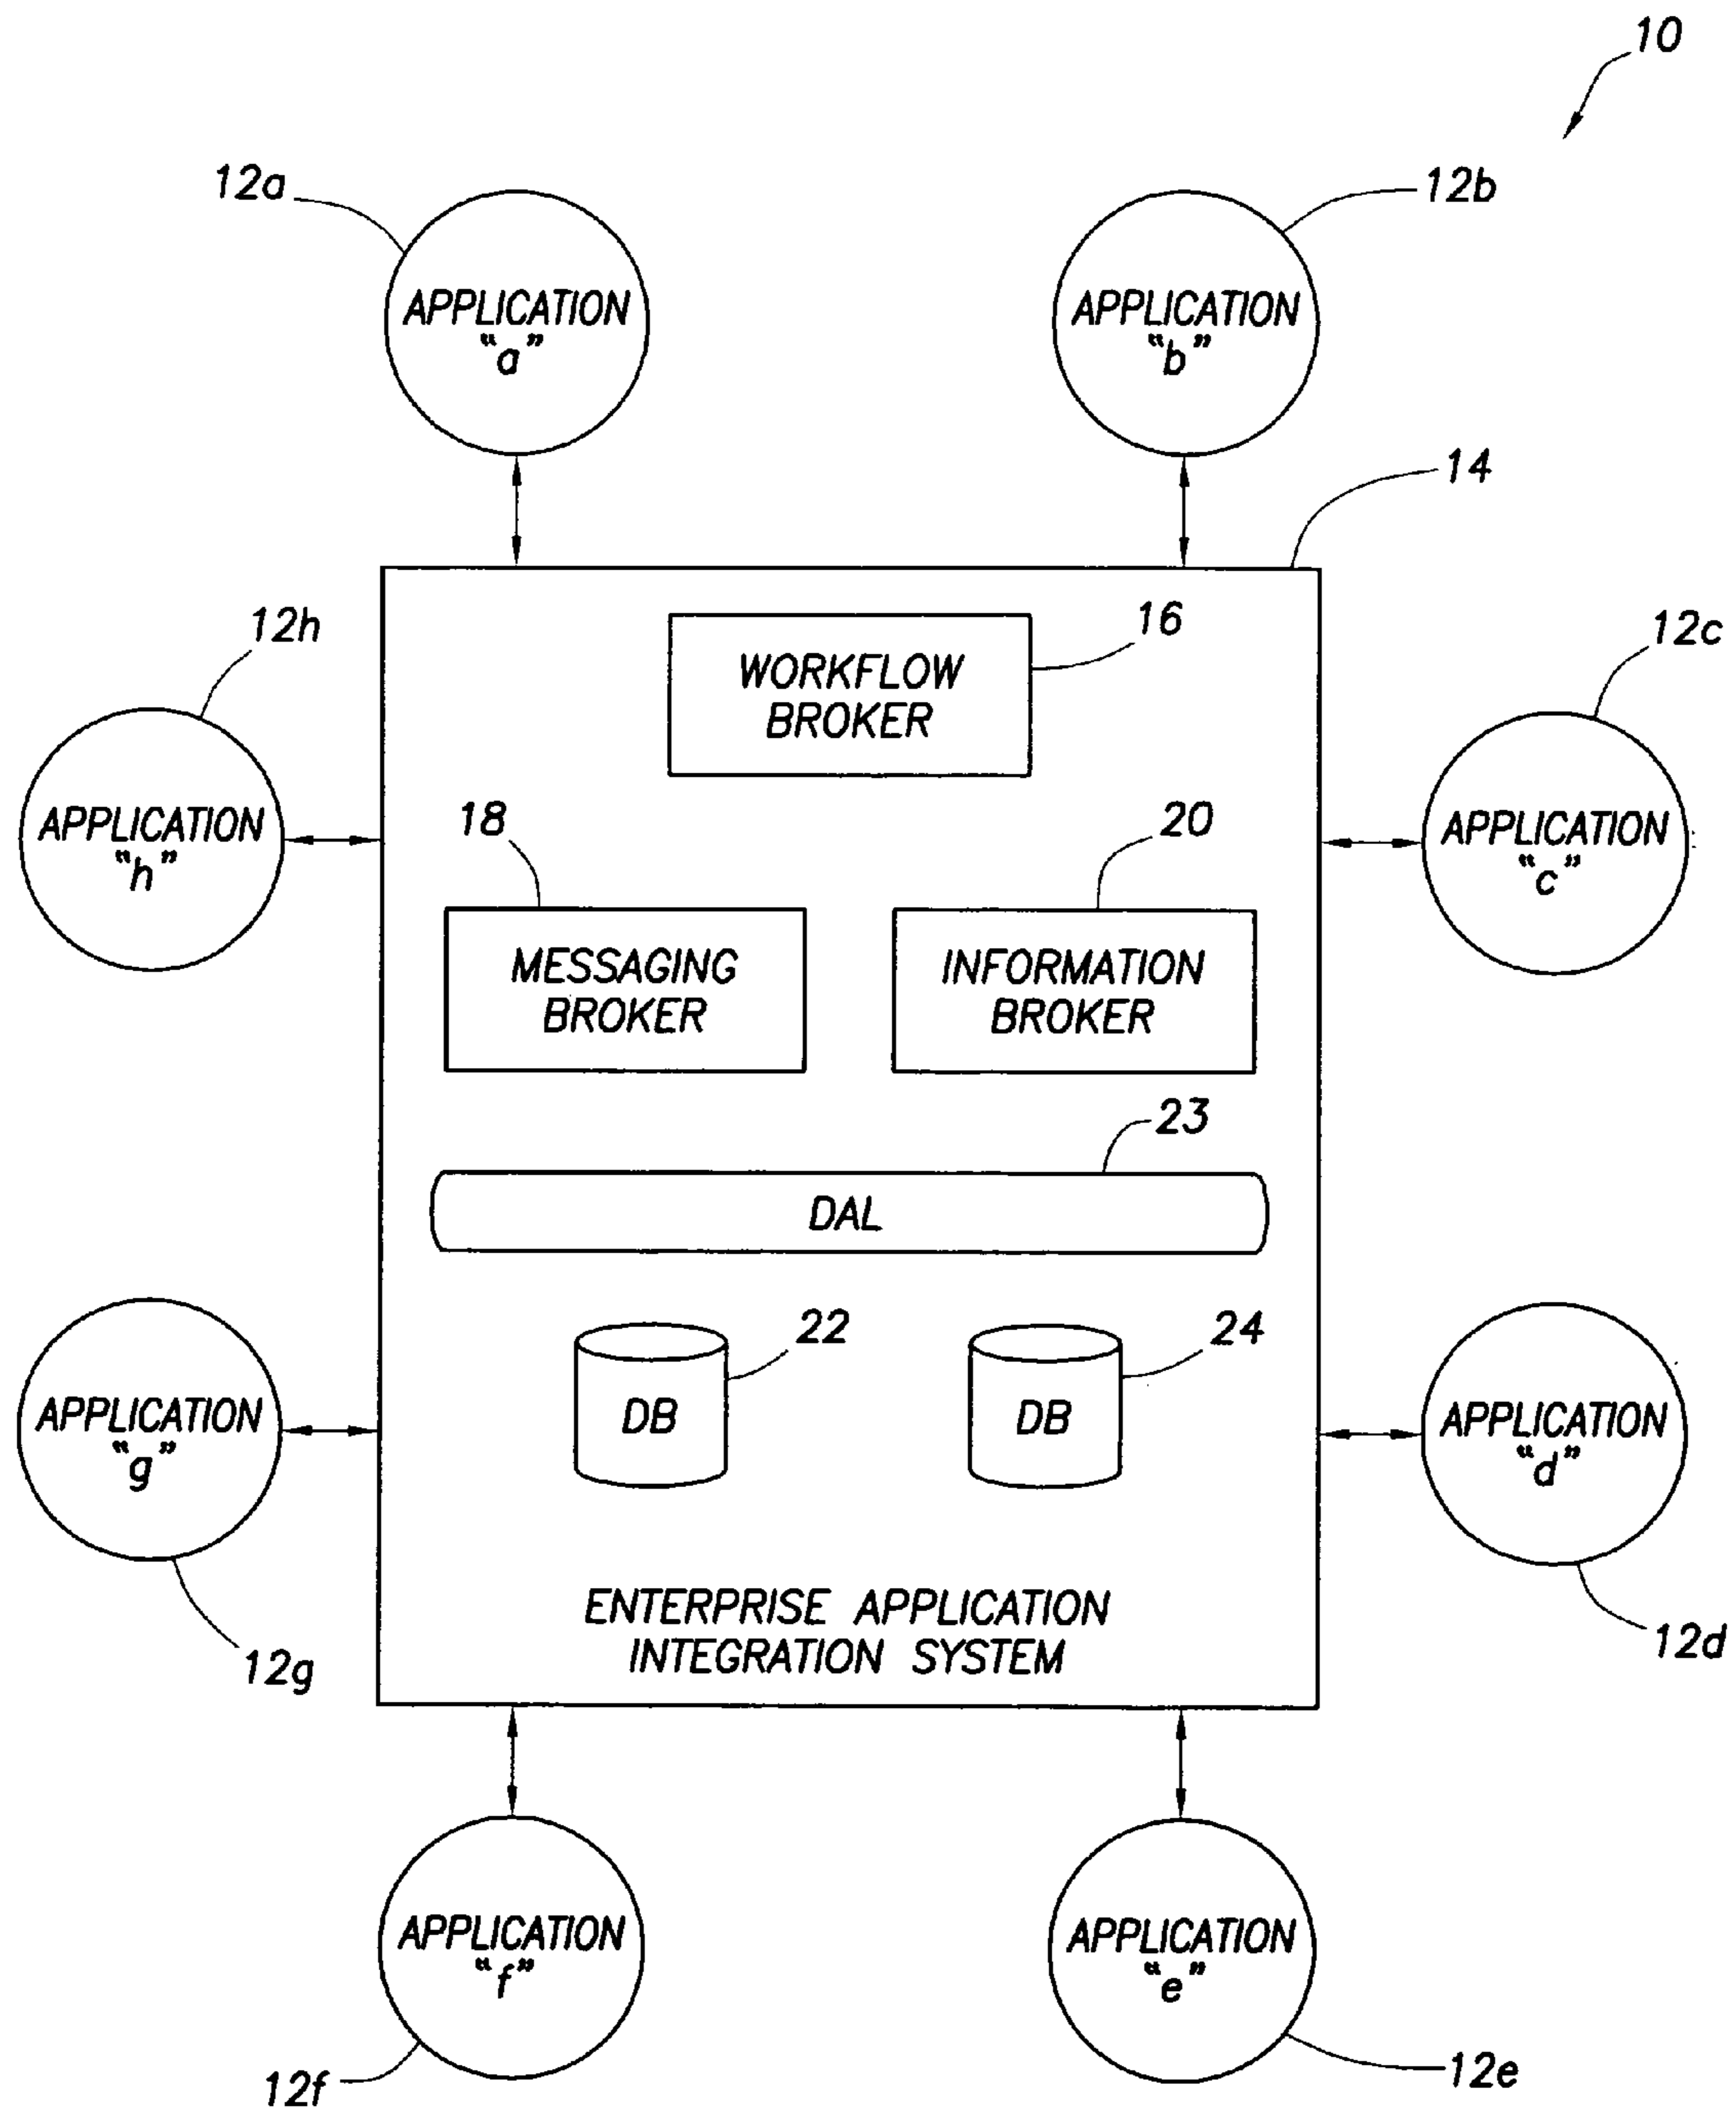 10
12a
12b
APPLICATION
"a"
APPLICATION
"b"
14
12h
16
12c
WORKFLOW
BROKER
18
20
APPLICATION
"h"
APPLICATION
"c"
MESSAGING
BROKER
INFORMATION
BROKER
23
DAL
22
24
APPLICATION
"g"
DB
DB
APPLICATION
"d"
ENTERPRISE APPLICATION
INTEGRATION SYSTEM
12g
12d
APPLICATION
"f"
APPLICATION
"e"
12f
12e